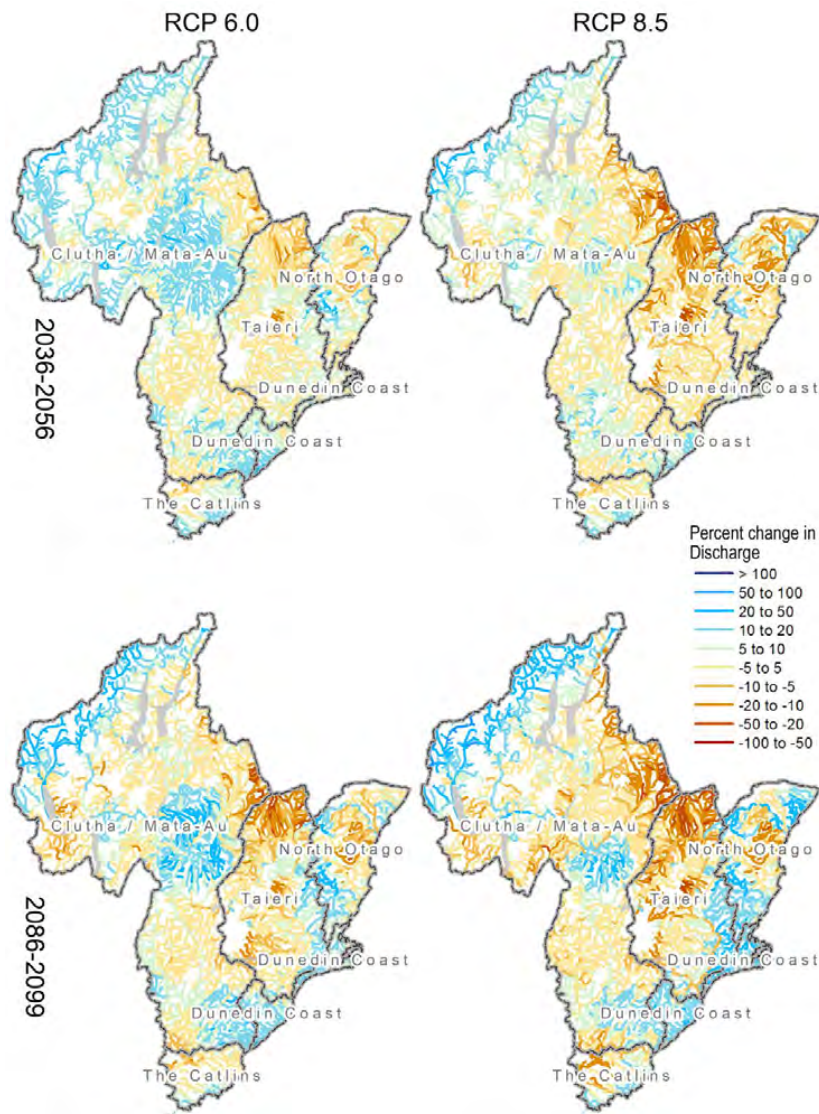 RCP 6.0
RCP 8.5
2036-2056
Clutha / Mata-Au
North Otago
Taieri
Dunedin Coast
Dunedin Coast
The Catlins
Clutha / Mata-Au
North Otago
Taieri
Dunedin Coast
Dunedin Coast
The Catlins
Percent change in
Discharge
> 100
50 to 100
20 to 50
10 to 20
5 to 10
-5 to 5
-10 to -5
-20 to -10
-50 to -20
-100 to -50
2086-2099
Clutha / Mata-Au
North Otago
Taieri
Dunedin Coast
Dunedin Coast
The Catlins
Clutha / Mata-Au
North Otago
Taieri
Dunedin Coast
Dunedin Coast
The Catlins